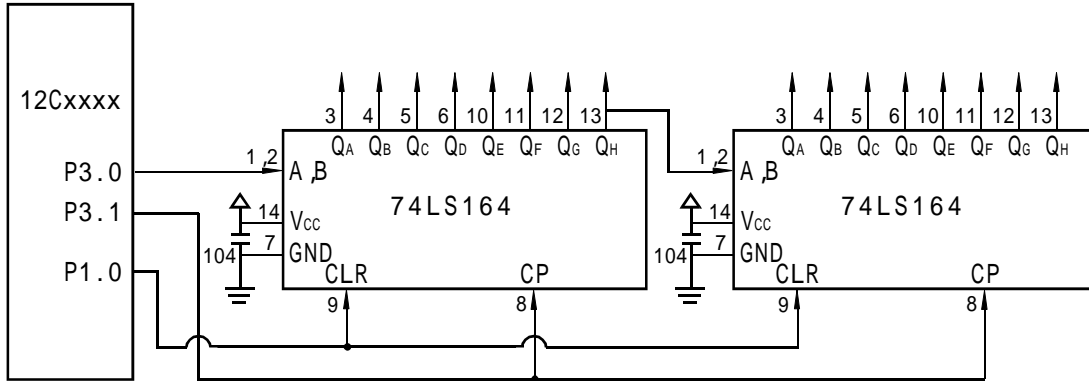 12Cxxxx
P3.0
P3.1
P1.0
3 4 5 6 10 11 12 13
QA QB QC QD QE QF QG QH
1,2
A,B
74LS164
14
Vcc
7
GND
104
CLR
CP
9
8
3 4 5 6 10 11 12 13
QA QB QC QD QE QF QG QH
1,2
A,B
74LS164
14
Vcc
7
GND
104
CLR
CP
9
8